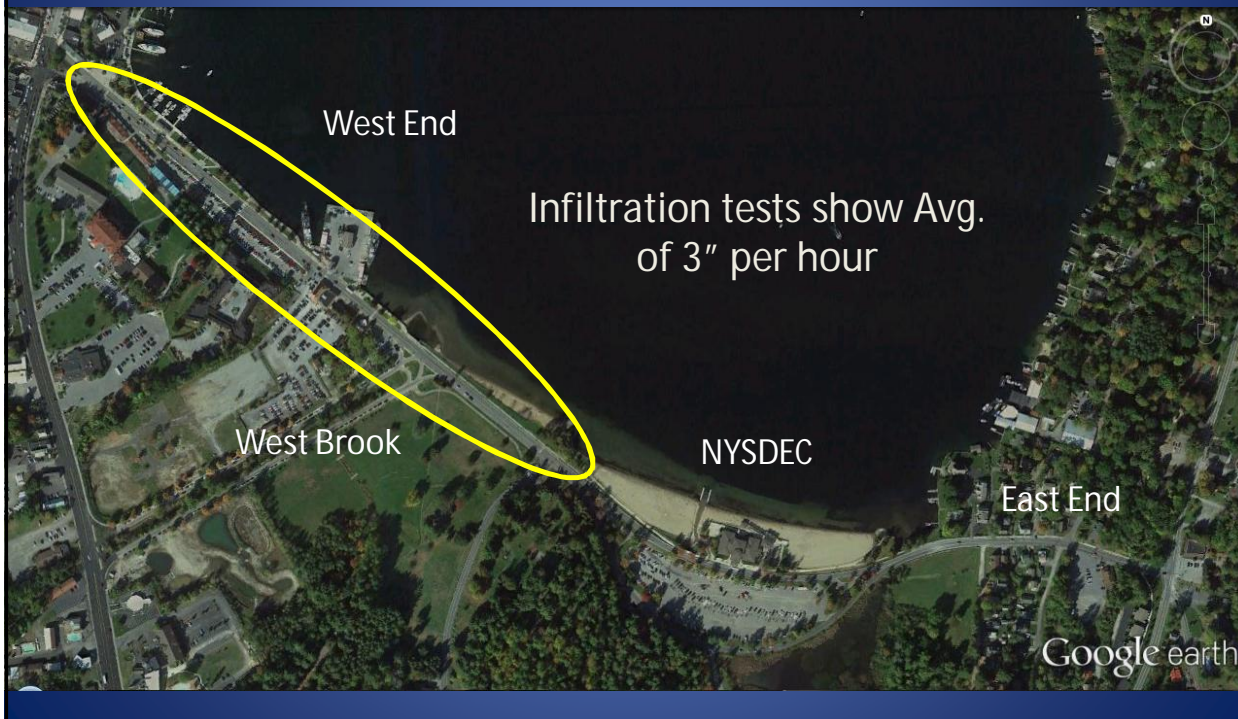 N
West End
Infiltration tests show Avg.
of 3" per hour
West Brook
NYSDEC
East End
Google earth